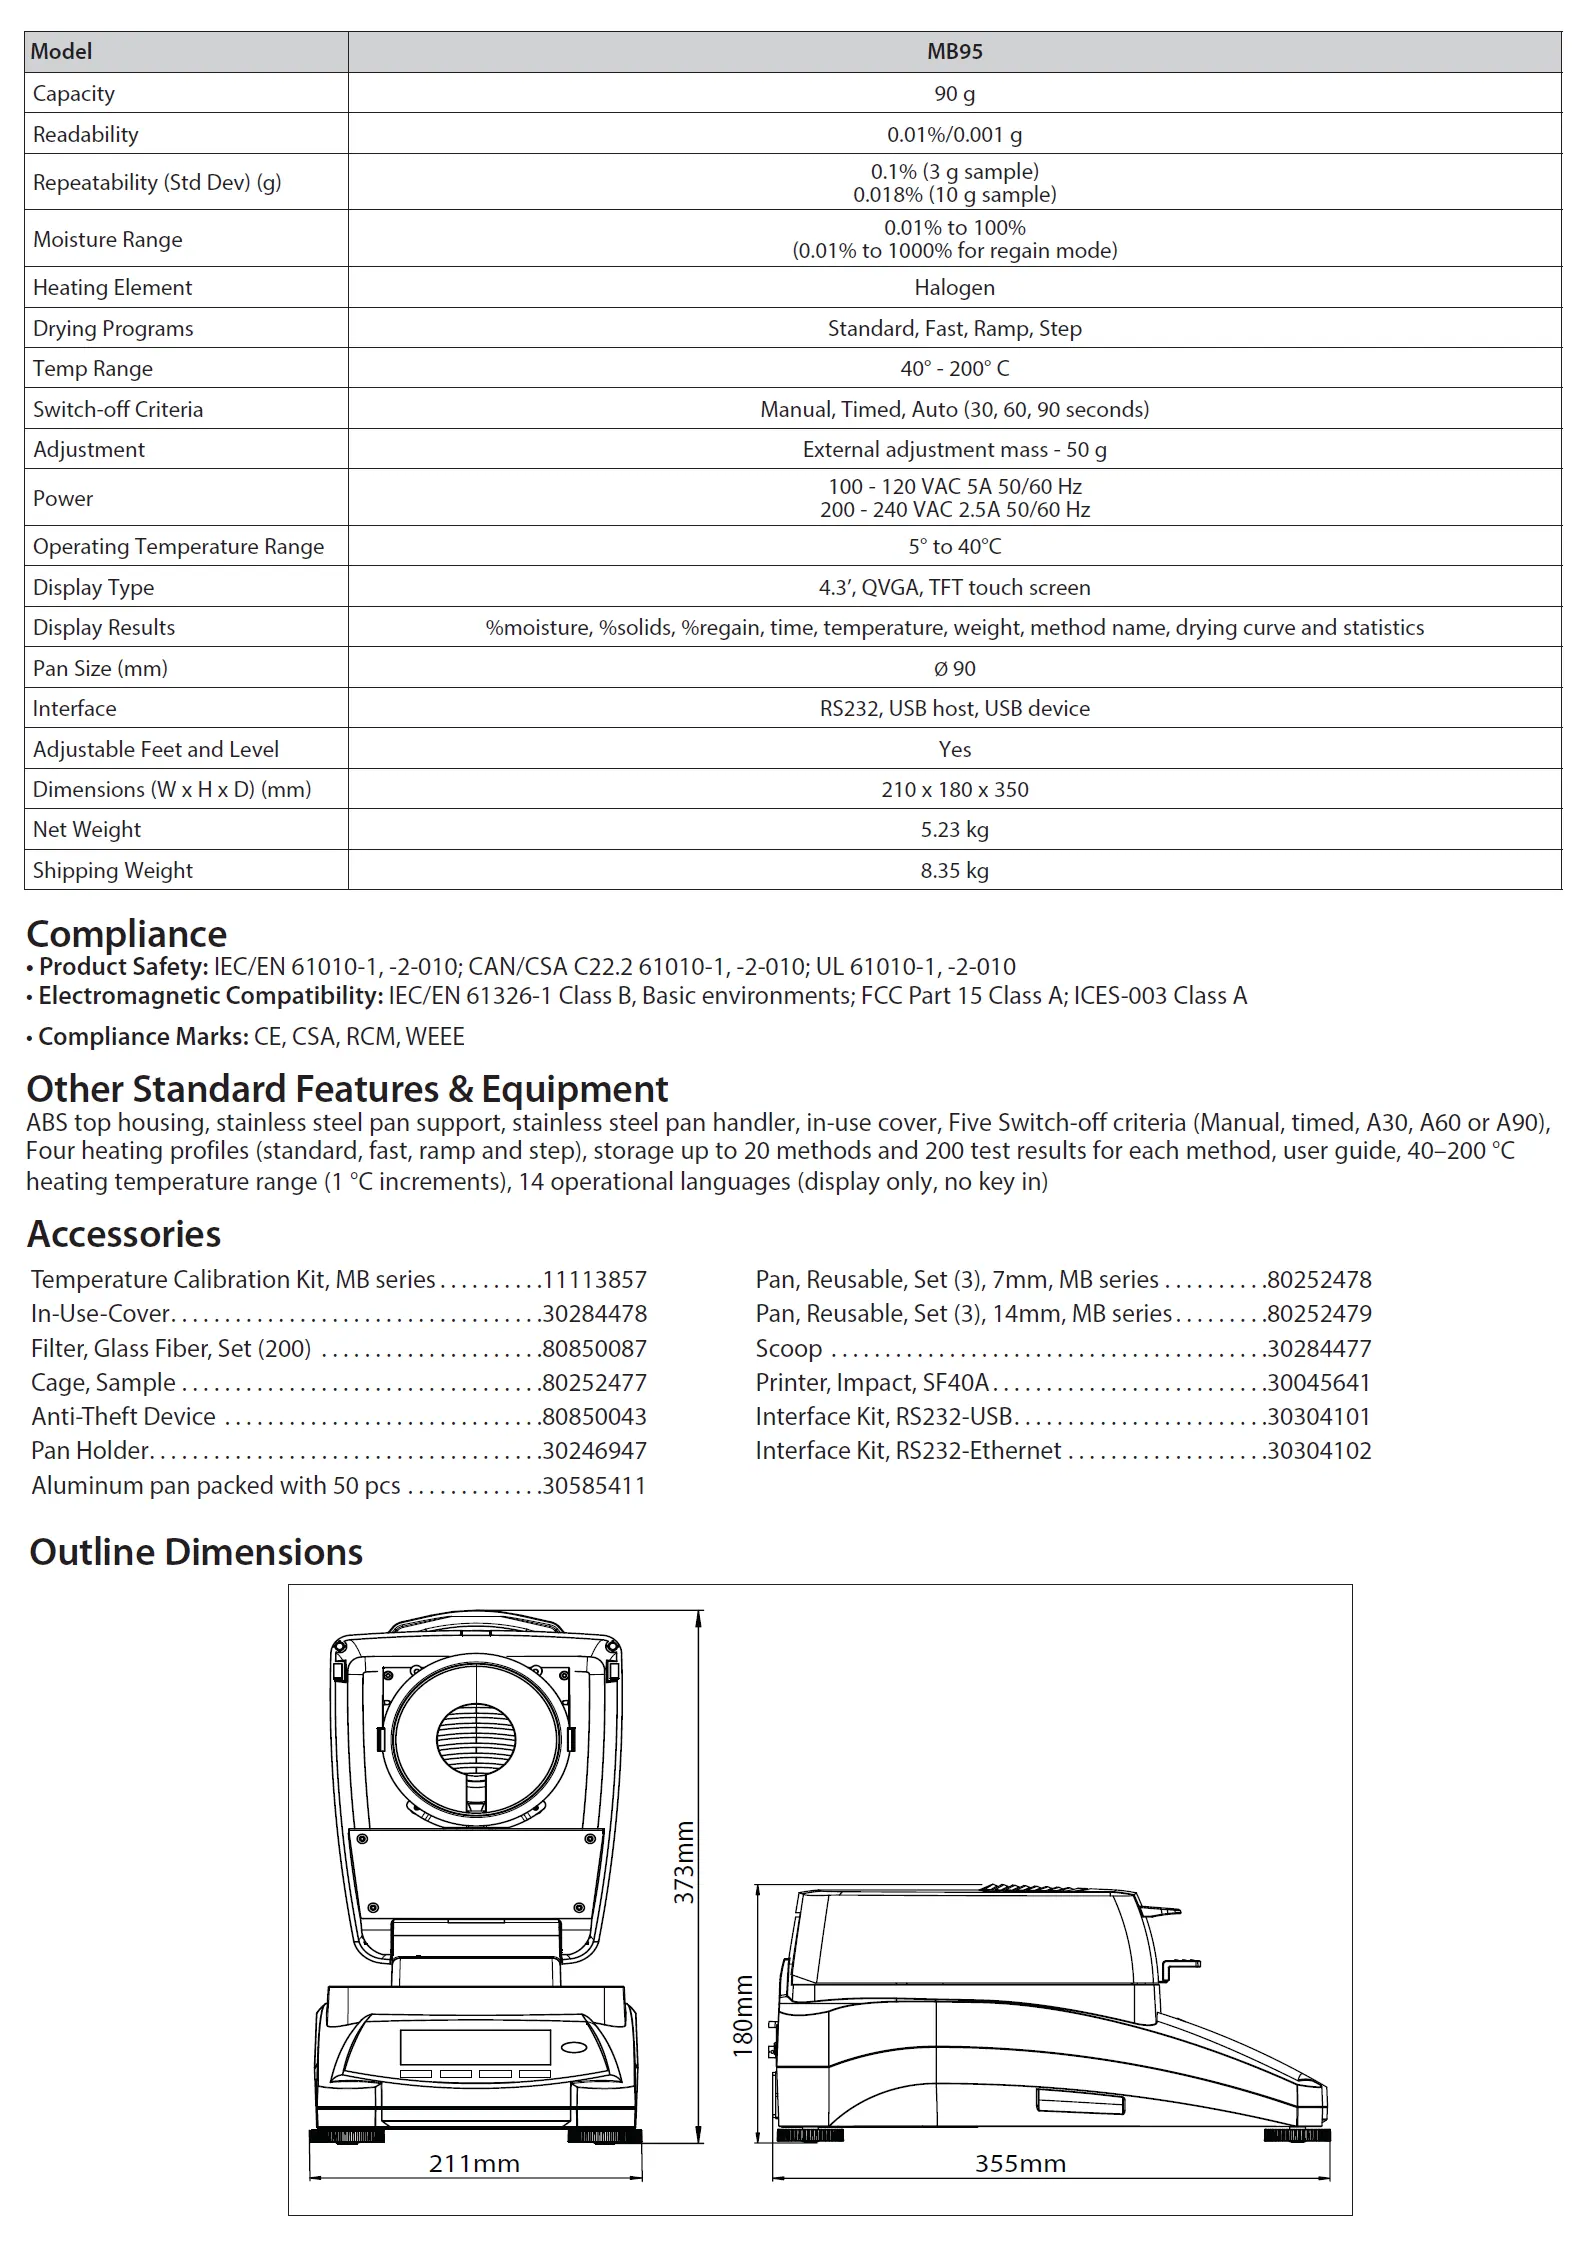 Model MB95
Capacity 90 g
Readability 0.01%/0.001 g
Repeatability (Std Dev) (g) 0.1% (3 g sample)
0.018% (10 g sample)
Moisture Range 0.01% to 100%
(0.01% to 1000% for regain mode)
Heating Element Halogen
Drying Programs Standard, Fast, Ramp, Step
Temp Range 40° - 200° C
Switch-off Criteria Manual, Timed, Auto (30, 60, 90 seconds)
Adjustment External adjustment mass - 50 g
Power 100 - 120 VAC 5A 50/60 Hz
200 - 240 VAC 2.5A 50/60 Hz
Operating Temperature Range 5° to 40°C
Display Type 4.3′, QVGA, TFT touch screen
Display Results %moisture, %solids, %regain, time, temperature, weight, method name, drying curve and statistics
Pan Size (mm) Ø 90
Interface RS232, USB host, USB device
Adjustable Feet and Level Yes
Dimensions (W x H x D) (mm) 210 x 180 x 350
Net Weight 5.23 kg
Shipping Weight 8.35 kg
Compliance
• Product Safety: IEC/EN 61010-1, -2-010; CAN/CSA C22.2 61010-1, -2-010; UL 61010-1, -2-010
• Electromagnetic Compatibility: IEC/EN 61326-1 Class B, Basic environments; FCC Part 15 Class A; ICES-003 Class A
• Compliance Marks: CE, CSA, RCM, WEEE
Other Standard Features & Equipment
ABS top housing, stainless steel pan support, stainless steel pan handler, in-use cover, Five Switch-off criteria (Manual, timed, A30, A60 or A90),
Four heating profiles (standard, fast, ramp and step), storage up to 20 methods and 200 test results for each method, user guide, 40–200 °C
heating temperature range (1 °C increments), 14 operational languages (display only, no key in)
Accessories
Temperature Calibration Kit, MB series . . . . . . . . . .11113857
In-Use-Cover. . . . . . . . . . . . . . . . . . . . . . . . . . . . . . . . . . .30284478
Filter, Glass Fiber, Set (200) . . . . . . . . . . . . . . . . . . . . .80850087
Cage, Sample . . . . . . . . . . . . . . . . . . . . . . . . . . . . . . . . . .80252477
Anti-Theft Device . . . . . . . . . . . . . . . . . . . . . . . . . . . . . .80850043
Pan Holder. . . . . . . . . . . . . . . . . . . . . . . . . . . . . . . . . . . . .30246947
Aluminum pan packed with 50 pcs . . . . . . . . . . . . .30585411
Pan, Reusable, Set (3), 7mm, MB series . . . . . . . . . .80252478
Pan, Reusable, Set (3), 14mm, MB series. . . . . . . . .80252479
Scoop . . . . . . . . . . . . . . . . . . . . . . . . . . . . . . . . . . . . . . . . .30284477
Printer, Impact, SF40A. . . . . . . . . . . . . . . . . . . . . . . . . .30045641
Interface Kit, RS232-USB. . . . . . . . . . . . . . . . . . . . . . . .30304101
Interface Kit, RS232-Ethernet . . . . . . . . . . . . . . . . . . .30304102
Outline Dimensions
373mm
180mm
211mm
355mm